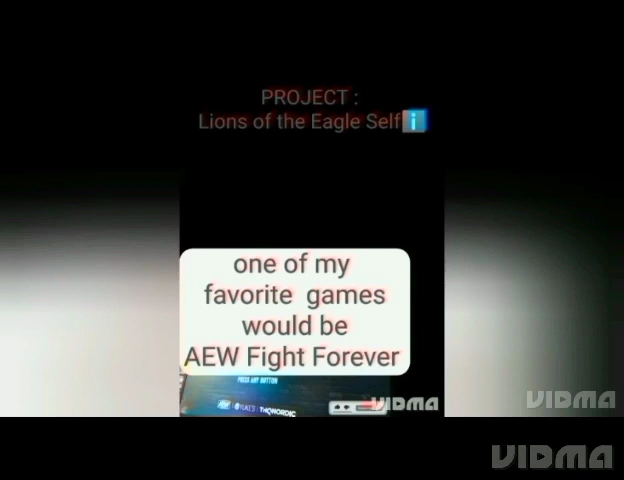 PROJECT :
Lions of the Eagle Self ℹ️
one of my
favorite games
would be
AEW Fight Forever
PRESS ANY BUTTON
YUKE'S THQNORDIC
VIDMA
VIDMA
VIDMA